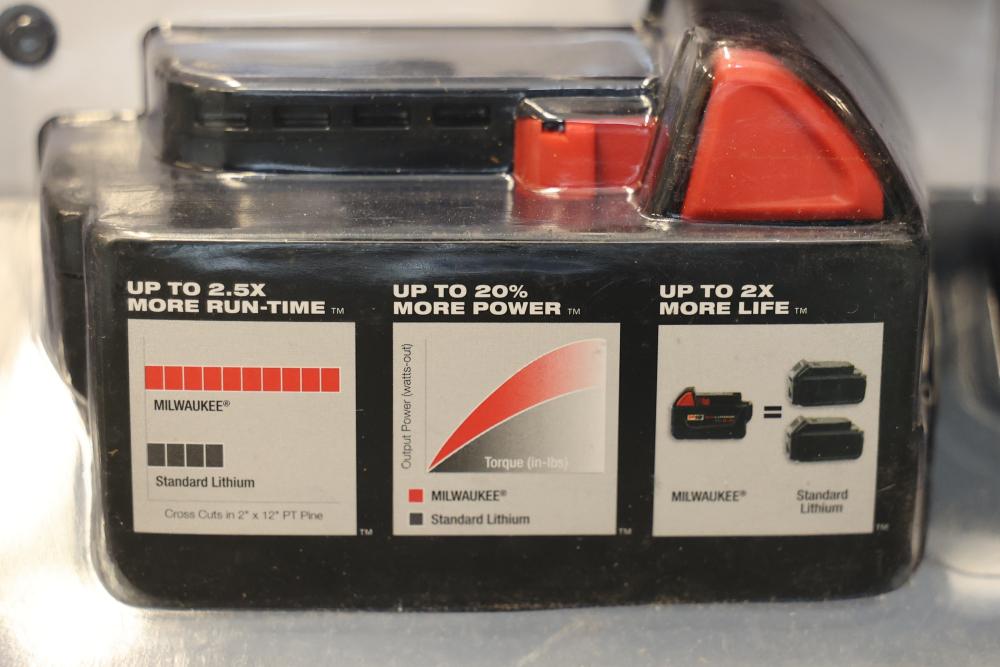 UP TO 2.5X
MORE RUN-TIME ™
MILWAUKEE®
Standard Lithium
Cross Cuts in 2" x 12" PT Pine
™
UP TO 20%
MORE POWER ™
Output Power (watts-out)
Torque (in-lbs)
MILWAUKEE®
Standard Lithium
™
UP TO 2X
MORE LIFE ™
=
MILWAUKEE®
Standard
Lithium
™